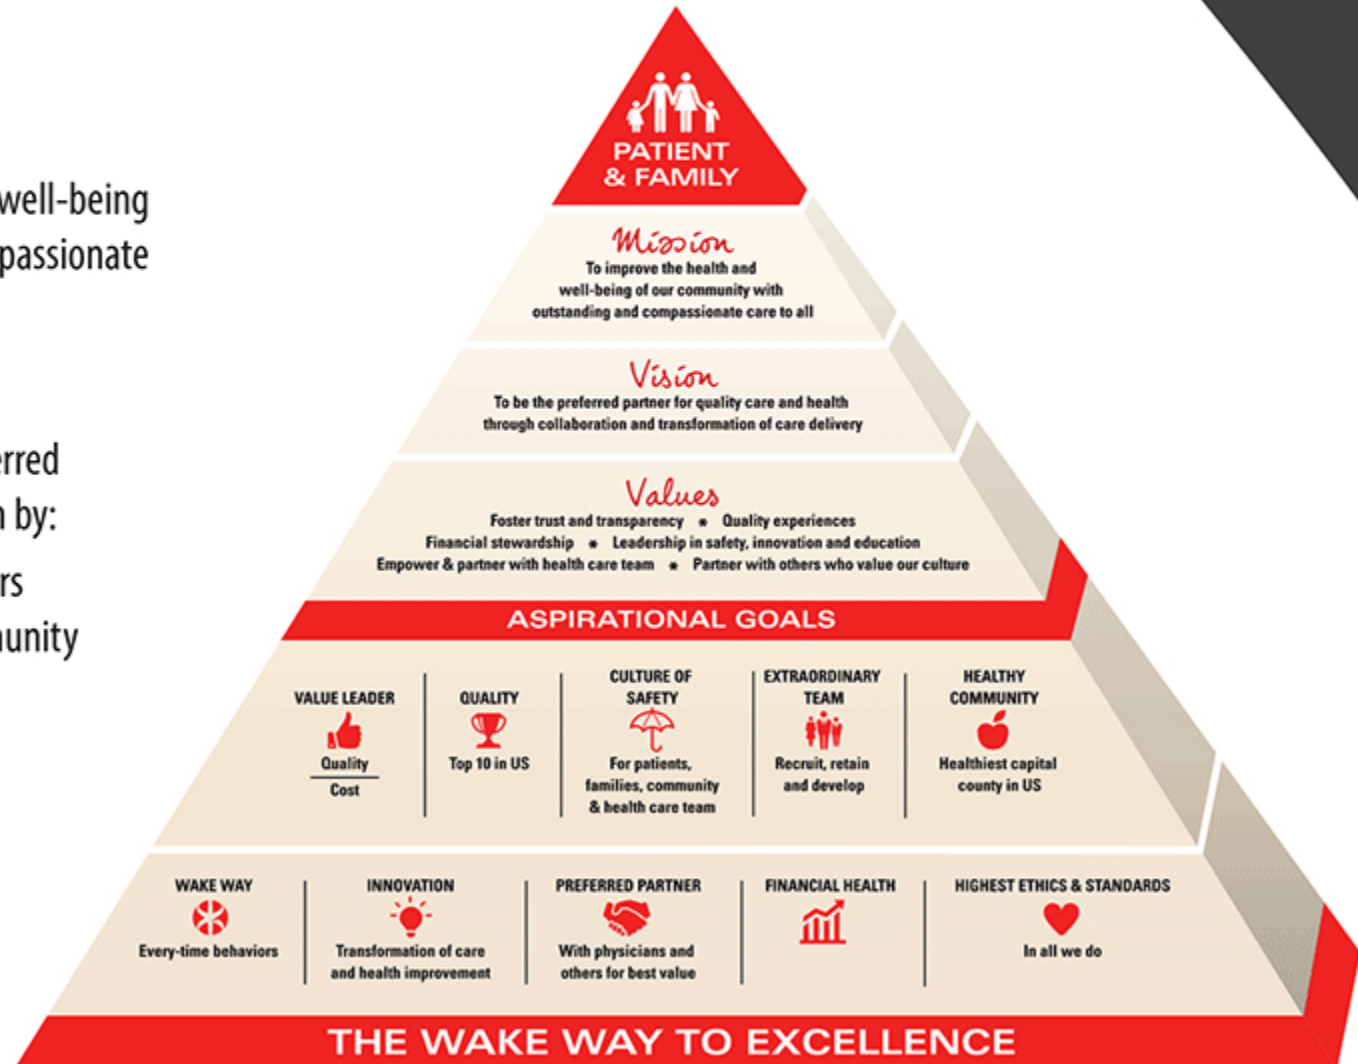 well-being
passionate
erred
by:
rs
PATIENT
& FAMILY
Mission
To improve the health and
well-being of our community with
outstanding and compassionate care to all
Vision
To be the preferred partner for quality care and health
through collaboration and transformation of care delivery
Values
Foster trust and transparency * Quality experiences
Financial stewardship * Leadership in safety, innovation and education
Empower & partner with health care team * Partner with others who value our culture
ASPIRATIONAL GOALS
VALUE LEADER
Quality
Cost
QUALITY
Top 10 in US
CULTURE OF
SAFETY
For patients,
families, community
& health care team
EXTRAORDINARY
TEAM
Recruit, retain
and develop
HEALTHY
COMMUNITY
Healthiest capital
county in US
WAKE WAY
Every-time behaviors
INNOVATION
Transformation of care
and health improvement
PREFERRED PARTNER
With physicians and
others for best value
FINANCIAL HEALTH
HIGHEST ETHICS & STANDARDS
In all we do
THE WAKE WAY TO EXCELLENCE